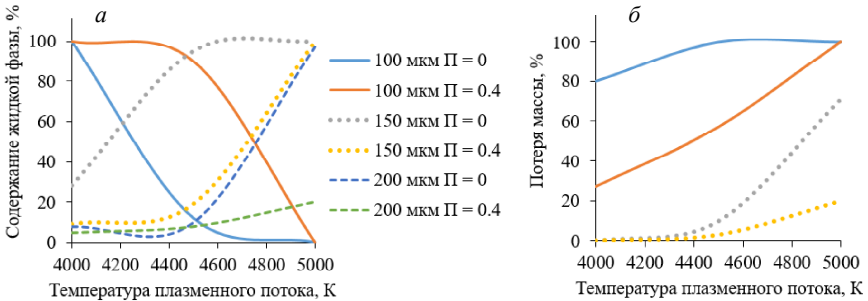 а
Содержание жидкой фазы, %
100
80
60
40
20
0
4000 4200 4400 4600 4800 5000
Температура плазменного потока, К
100 мкм П = 0
100 мкм П = 0.4
150 мкм П = 0
150 мкм П = 0.4
200 мкм П = 0
200 мкм П = 0.4
б
Потеря массы, %
100
80
60
40
20
0
4000 4200 4400 4600 4800 5000
Температура плазменного потока, К